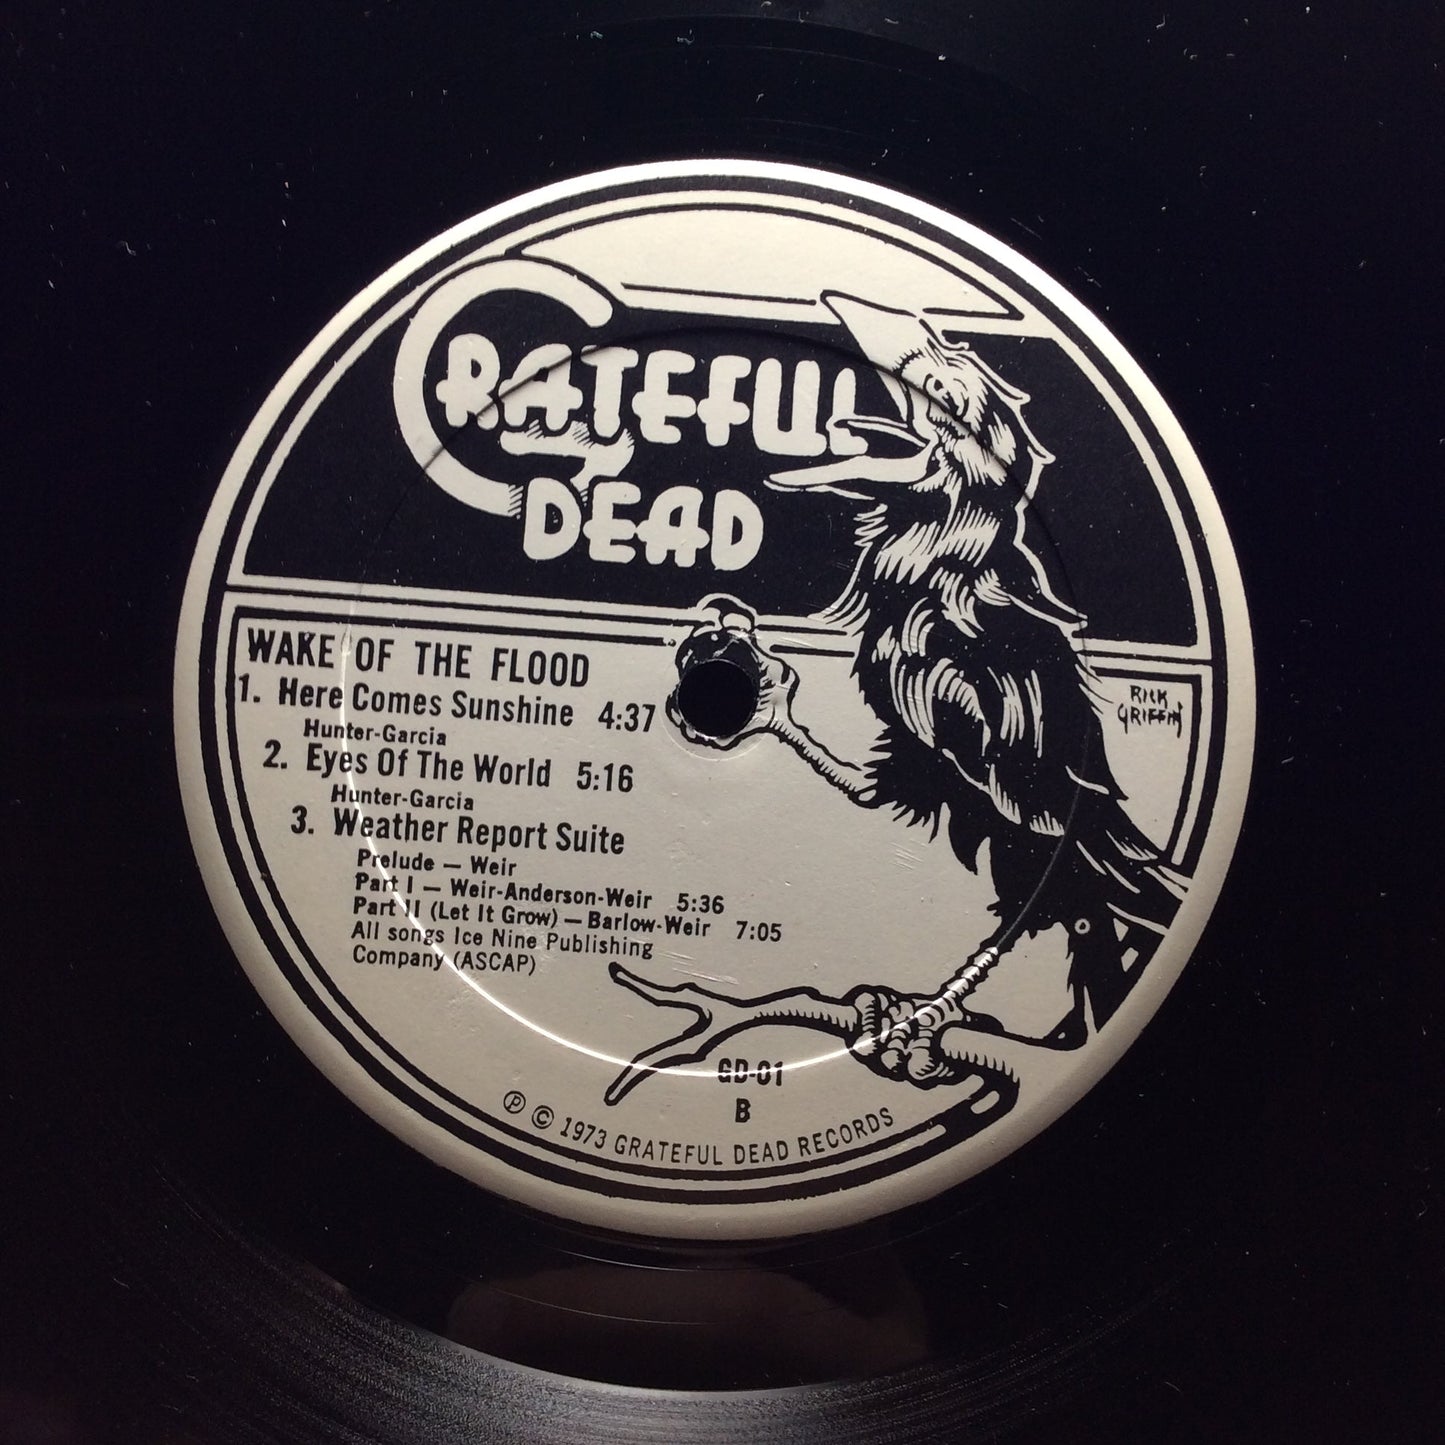 GRATEFUL
DEAD
WAKE OF THE FLOOD
1. Here Comes Sunshine 4:37
Hunter-Garcia
2. Eyes Of The World 5:16
Hunter-Garcia
3. Weather Report Suite
Prelude — Weir
Part I — Weir-Anderson-Weir 5:36
Part II (Let It Grow) — Barlow-Weir 7:05
All songs Ice Nine Publishing
Company (ASCAP)
RICK
GRIFFIN
GD-01
B
℗ © 1973 GRATEFUL DEAD RECORDS